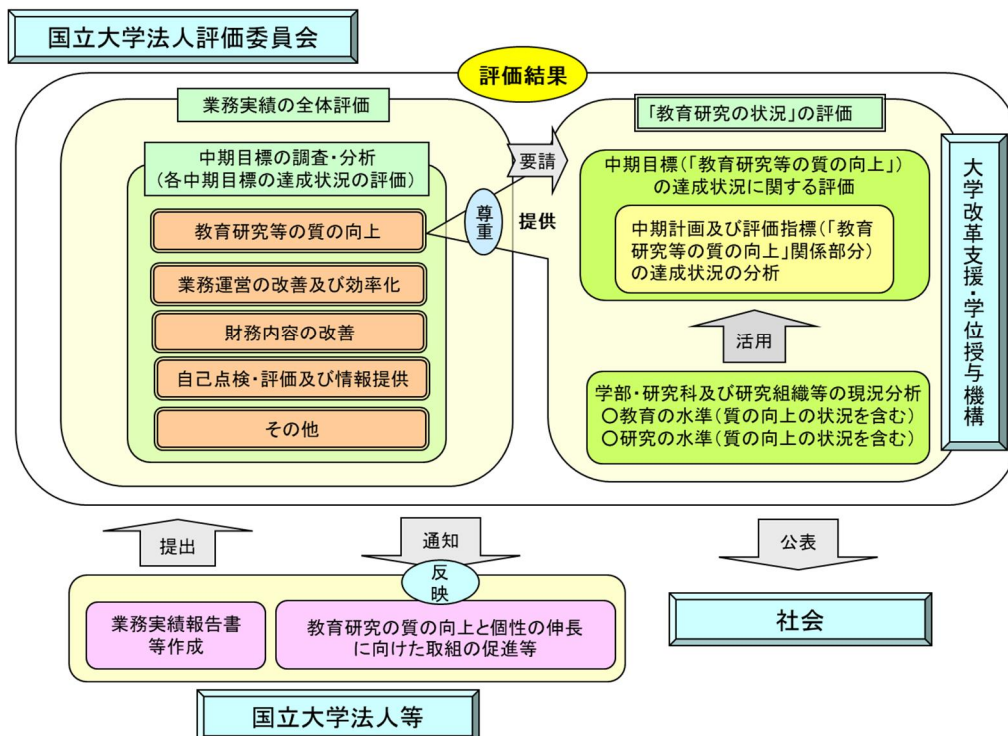 国立大学法人評価委員会
評価結果
業務実績の全体評価
中期目標の調査・分析
(各中期目標の達成状況の評価)
教育研究等の質の向上
業務運営の改善及び効率化
財務内容の改善
自己点検・評価及び情報提供
その他
要請
尊重
提供
「教育研究の状況」の評価
中期目標(「教育研究等の質の向上」)
の達成状況に関する評価
中期計画及び評価指標(「教育
研究等の質の向上」関係部分)
の達成状況の分析
活用
学部・研究科及び研究組織等の現況分析
○教育の水準(質の向上の状況を含む)
○研究の水準(質の向上の状況を含む)
大学改革支援・学位授与機構
提出
通知
反映
公表
業務実績報告書
等作成
教育研究の質の向上と個性の伸長
に向けた取組の促進等
社会
国立大学法人等